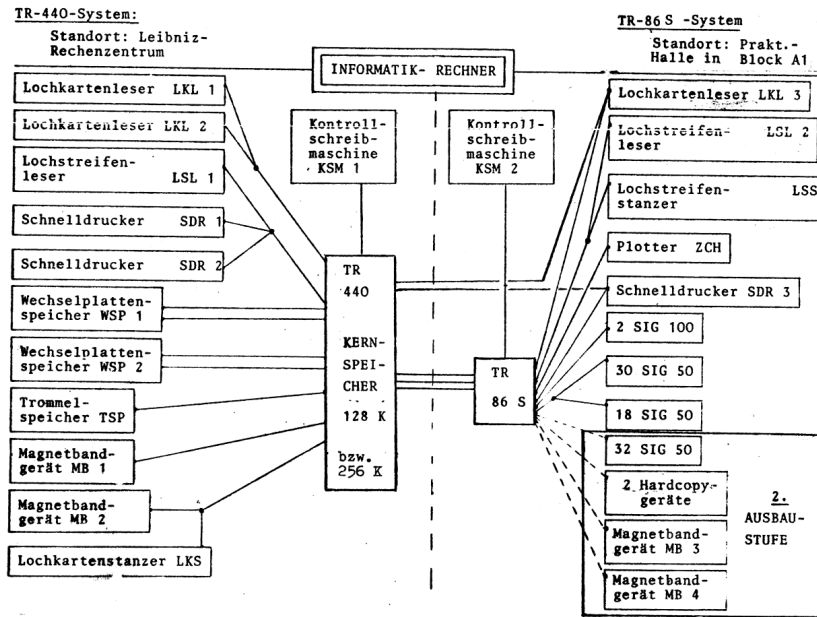 TR-440-System:
Standort: Leibniz-
Rechenzentrum
INFORMATIK- RECHNER
TR-86 S -System
Standort: Prakt.-
Halle in Block A1
Lochkartenleser LKL 1
Lochkartenleser LKL 2
Lochstreifen-
leser LSL 1
Schnelldrucker SDR 1
Schnelldrucker SDR 2
Wechselplatten-
speicher WSP 1
Wechselplatten-
speicher WSP 2
Trommel-
speicher TSP
Magnetband-
gerät MB 1
Magnetband-
gerät MB 2
Lochkartenstanzer LKS
Kontroll-
schreib-
maschine
KSM 1
Kontroll-
schreib-
maschine
KSM 2
TR
440
KERN-
SPEI-
CHER
128 K
bzw.
256 K
TR
86 S
Lochkartenleser LKL 3
Lochstreifen- LSL 2
leser
Lochstreifen- LSS
stanzer
Plotter ZCH
Schnelldrucker SDR 3
2 SIG 100
30 SIG 50
18 SIG 50
32 SIG 50
2 Hardcopy-
geräte
Magnetband-
gerät MB 3
Magnetband-
gerät MB 4
2.
AUSBAU-
STUFE